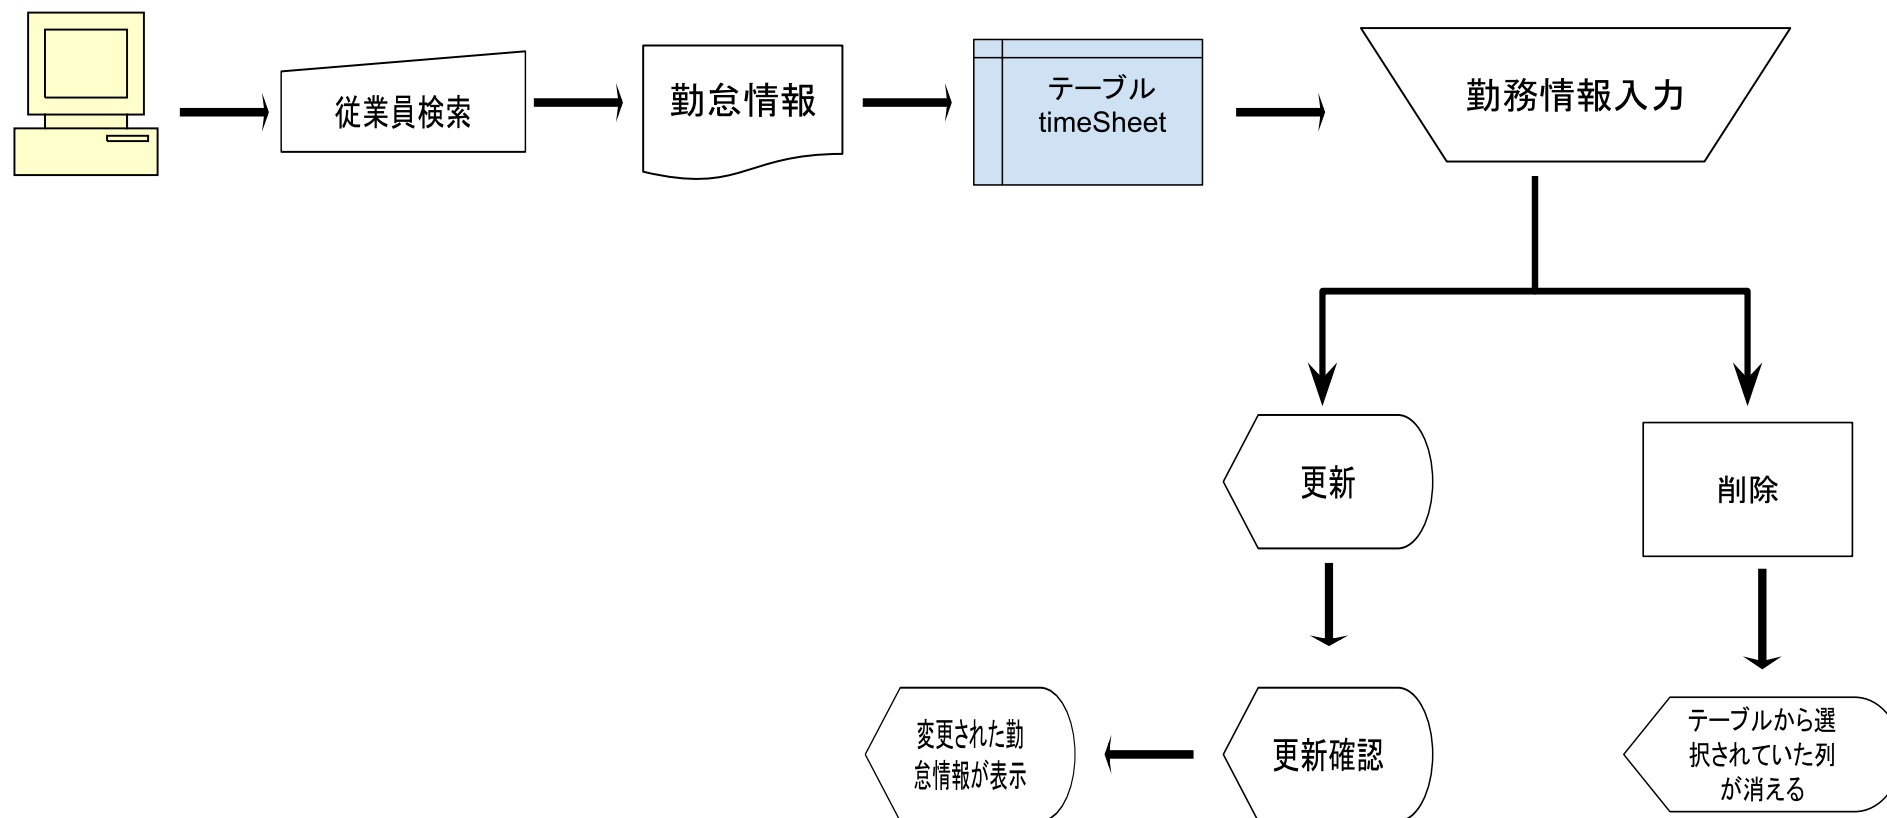 従業員検索
勤怠情報
テーブル
timeSheet
勤務情報入力
更新
削除
変更された勤
怠情報が表示
更新確認
テーブルから選
択されていた列
が消える